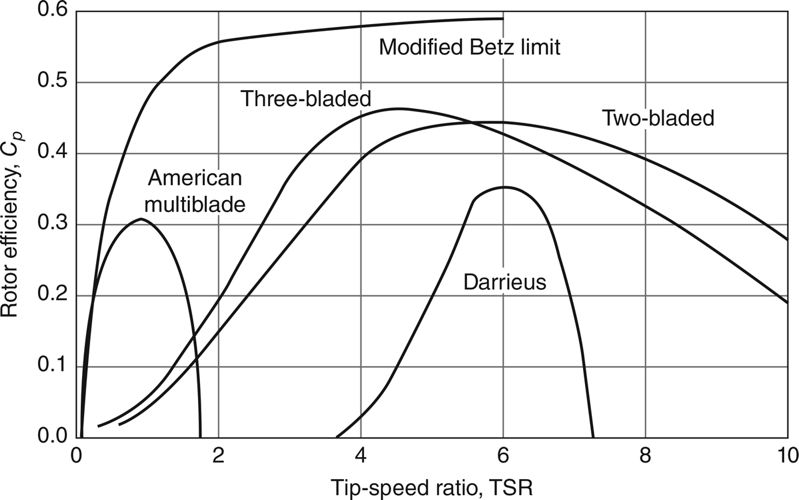 0.6
Modified Betz limit
0.5
Three-bladed
Two-bladed
0.4
American
multiblade
0.3
Rotor efficiency, Cp
Darrieus
0.2
0.1
0.0
0
2
4
6
8
10
Tip-speed ratio, TSR